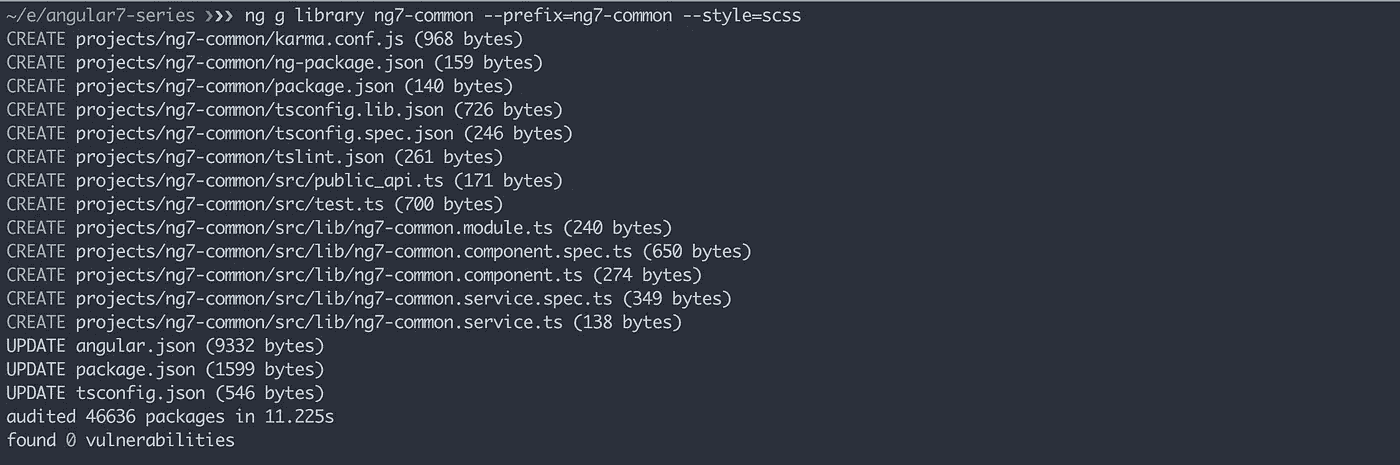 ~/e/angular7-series ❯❯❯ ng g library ng7-common --prefix=ng7-common --style=scss
CREATE projects/ng7-common/karma.conf.js (968 bytes)
CREATE projects/ng7-common/ng-package.json (159 bytes)
CREATE projects/ng7-common/package.json (140 bytes)
CREATE projects/ng7-common/tsconfig.lib.json (726 bytes)
CREATE projects/ng7-common/tsconfig.spec.json (246 bytes)
CREATE projects/ng7-common/tslint.json (261 bytes)
CREATE projects/ng7-common/src/public_api.ts (171 bytes)
CREATE projects/ng7-common/src/test.ts (700 bytes)
CREATE projects/ng7-common/src/lib/ng7-common.module.ts (240 bytes)
CREATE projects/ng7-common/src/lib/ng7-common.component.spec.ts (650 bytes)
CREATE projects/ng7-common/src/lib/ng7-common.component.ts (274 bytes)
CREATE projects/ng7-common/src/lib/ng7-common.service.spec.ts (349 bytes)
CREATE projects/ng7-common/src/lib/ng7-common.service.ts (138 bytes)
UPDATE angular.json (9332 bytes)
UPDATE package.json (1599 bytes)
UPDATE tsconfig.json (546 bytes)
audited 46636 packages in 11.225s
found 0 vulnerabilities